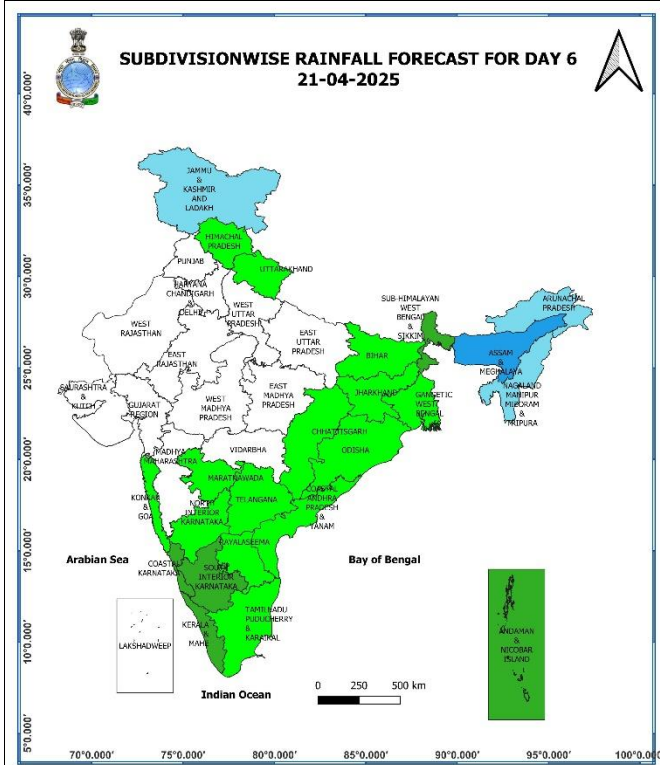 SUBDIVISIONWISE RAINFALL FORECAST FOR DAY 6
21-04-2025
40°0.000'
35°0.000'
30°0.000'
25°0.000'
20°0.000'
15°0.000'
10°0.000'
5°0.000'
JAMMU
&
KASHMIR
AND
LADAKH
HIMACHAL
PRADESH
PUNJAB
UTTARAKHAND
HARYANA
CHANDIGARH
&
DELHI
WEST
UTTAR
PRADESH
WEST
RAJASTHAN
EAST
UTTAR
PRADESH
EAST
RAJASTHAN
SUB-HIMALAYAN
WEST
BENGAL
&
SIKKIM
ARUNACHAL
PRADESH
ASSAM
&
MEGHALAYA
NAGALAND
MANIPUR
MIZORAM
&
TRIPURA
BIHAR
JHARKHAND
GANGETIC
WEST
BENGAL
SAURASHTRA
&
KUTCH
GUJARAT
REGION
WEST
MADHYA
PRADESH
EAST
MADHYA
PRADESH
CHHATTISGARH
ODISHA
MADHYA
MAHARASHTRA
VIDARBHA
MARATHWADA
KONKAN
&
GOA
NORTH
INTERIOR
KARNATAKA
TELANGANA
COASTAL
ANDHRA
PRADESH
&
YANAM
RAYALASEEMA
Arabian Sea
Bay of Bengal
COASTAL
KARNATAKA
SOUTH
INTERIOR
KARNATAKA
TAMILNADU
PUDUCHERRY
&
KARAIKAL
KERALA
&
MAHE
LAKSHADWEEP
ANDAMAN
&
NICOBAR
ISLAND
Indian Ocean
0 250 500 km
70°0.000' 75°0.000' 80°0.000' 85°0.000' 90°0.000' 95°0.000' 100°0.000'